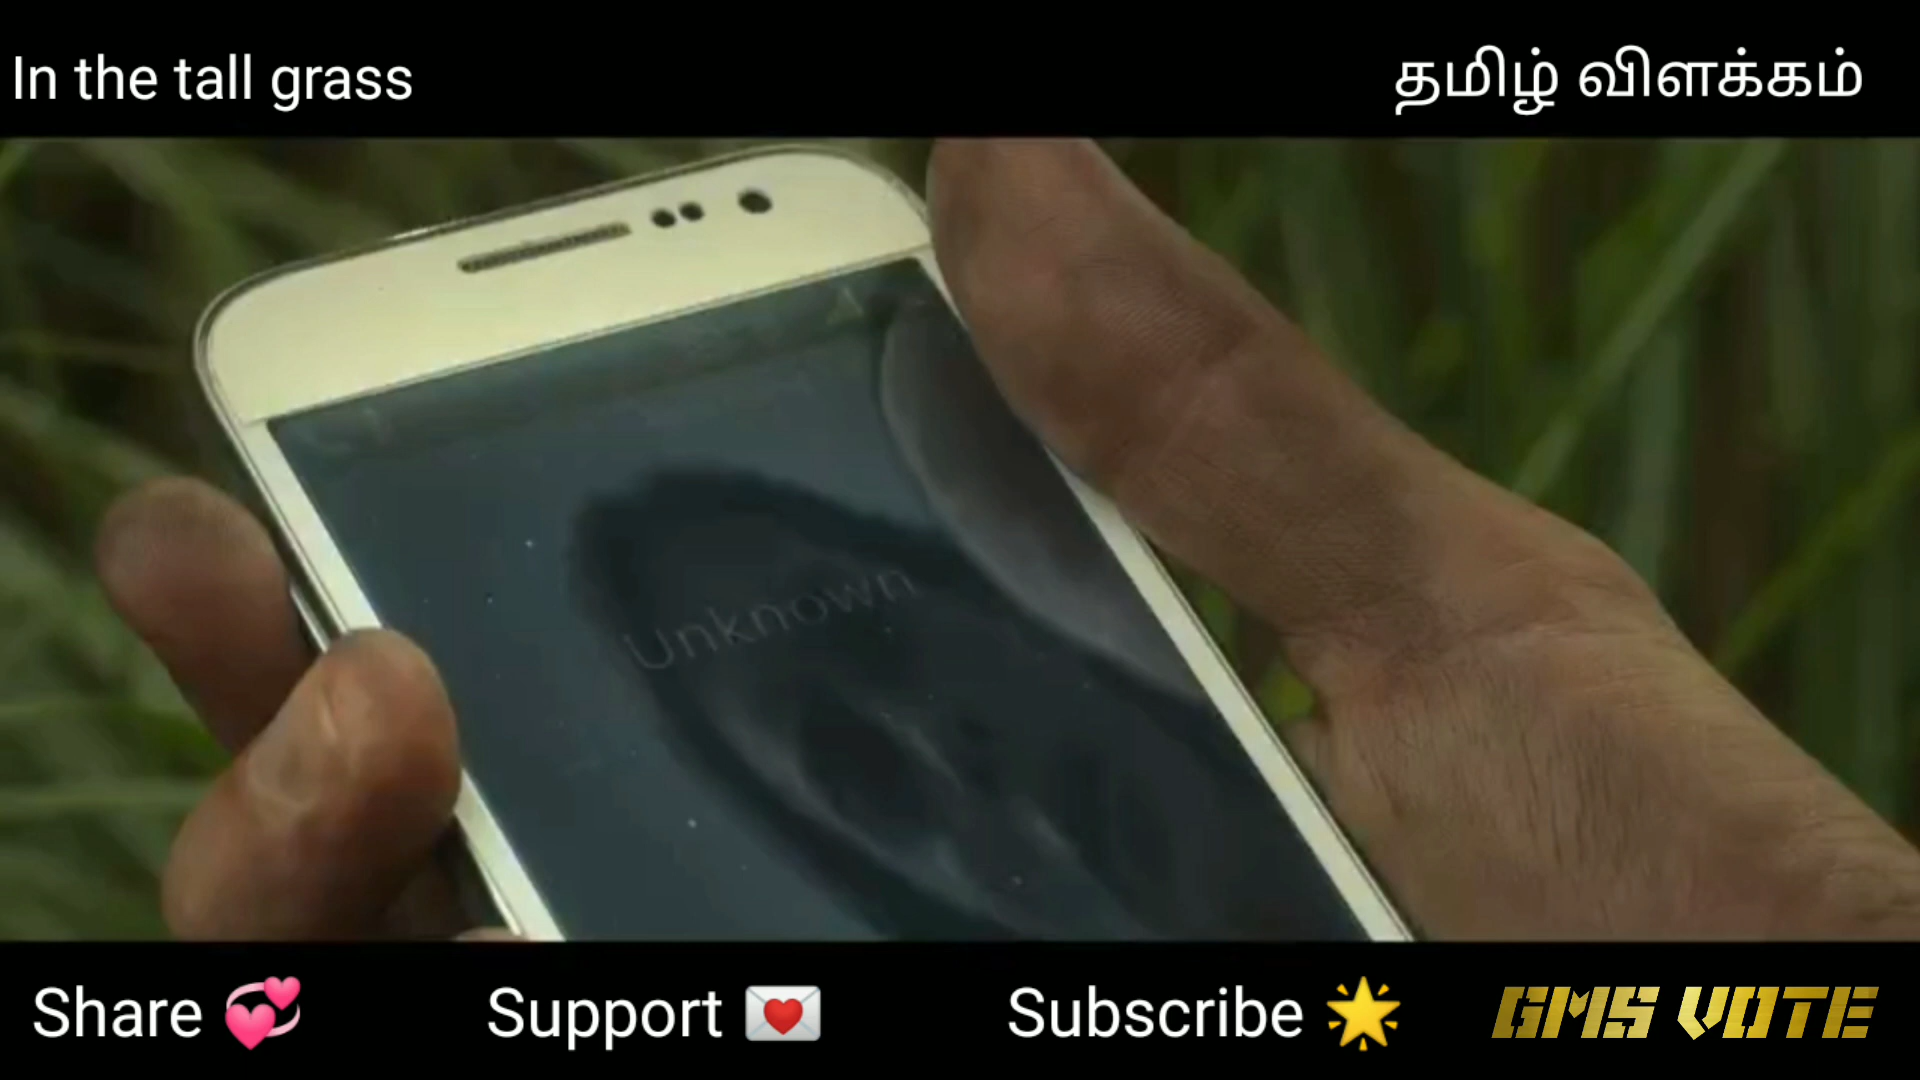 In the tall grass
தமிழ் விளக்கம்
Unknown
Share 💞
Support 💌
Subscribe 🌟
GMS VOTE